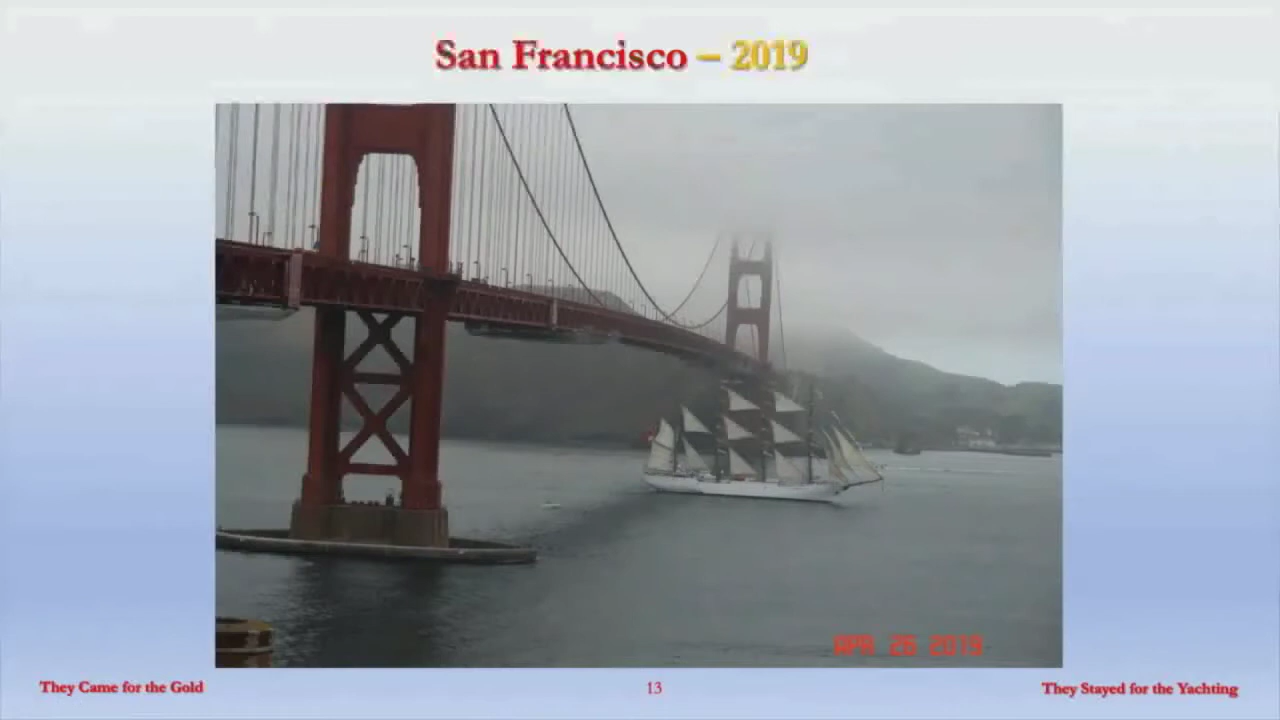 San Francisco – 2019
APR 26 2019
They Came for the Gold
13
They Stayed for the Yachting